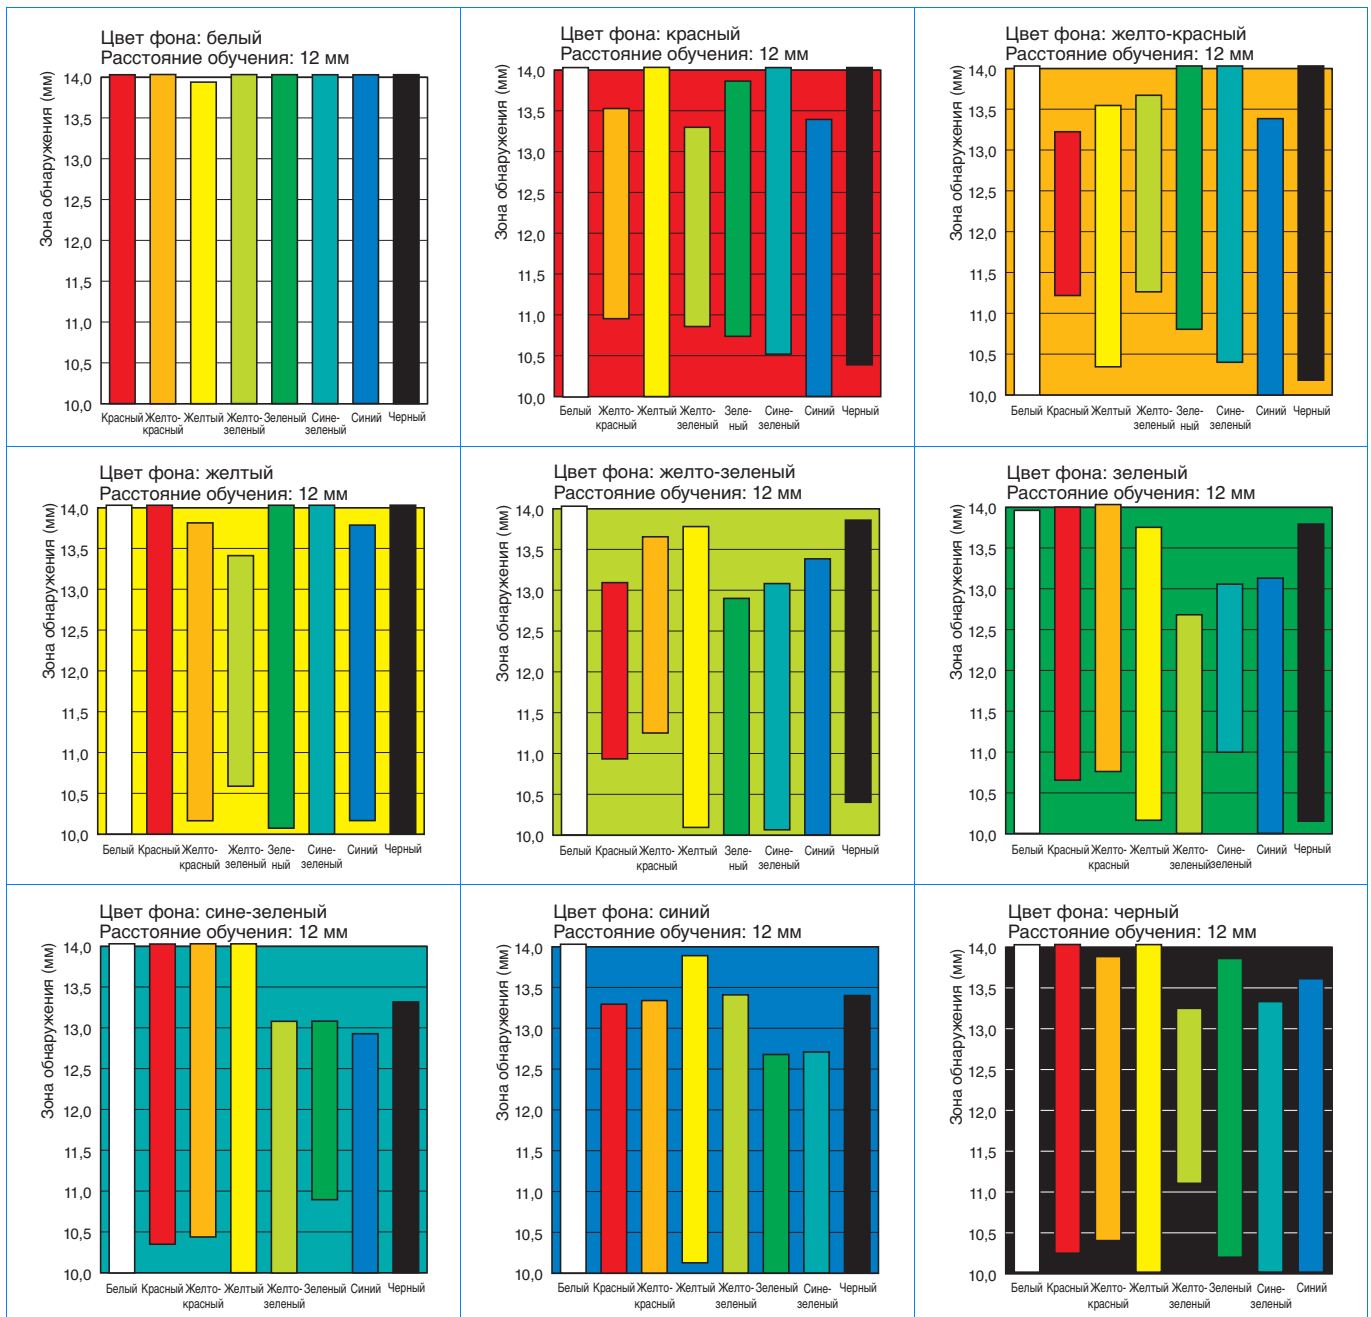 Цвет фона: белый
Расстояние обучения: 12 мм
Зона обнаружения (мм)
14,0
13,5
13,0
12,5
12,0
11,5
11,0
10,5
10,0
Красный Желто-красный Желтый Желто-зеленый Зеленый Сине-зеленый Синий Черный
Цвет фона: красный
Расстояние обучения: 12 мм
Зона обнаружения (мм)
14,0
13,5
13,0
12,5
12,0
11,5
11,0
10,5
10,0
Белый Желто-красный Желтый Желто-зеленый Зеле-ный Сине-зеленый Синий Черный
Цвет фона: желто-красный
Расстояние обучения: 12 мм
Зона обнаружения (мм)
14,0
13,5
13,0
12,5
12,0
11,5
11,0
10,5
10,0
Белый Красный Желтый Желто-зеленый Зеле-ный Сине-зеленый Синий Черный
Цвет фона: желтый
Расстояние обучения: 12 мм
Зона обнаружения (мм)
14,0
13,5
13,0
12,5
12,0
11,5
11,0
10,5
10,0
Белый Красный Желто-красный Желто-зеленый Зеле-ный Сине-зеленый Синий Черный
Цвет фона: желто-зеленый
Расстояние обучения: 12 мм
Зона обнаружения (мм)
14,0
13,5
13,0
12,5
12,0
11,5
11,0
10,5
10,0
Белый Красный Желто-красный Желтый Зеле-ный Сине-зеленый Синий Черный
Цвет фона: зеленый
Расстояние обучения: 12 мм
Зона обнаружения (мм)
14,0
13,5
13,0
12,5
12,0
11,5
11,0
10,5
10,0
Белый Красный Желто-красный Желтый Желто-зеленый Сине-зеленый Синий Черный
Цвет фона: сине-зеленый
Расстояние обучения: 12 мм
Зона обнаружения (мм)
14,0
13,5
13,0
12,5
12,0
11,5
11,0
10,5
10,0
Белый Красный Желто-красный Желтый Желто-зеленый Зеленый Синий Черный
Цвет фона: синий
Расстояние обучения: 12 мм
Зона обнаружения (мм)
14,0
13,5
13,0
12,5
12,0
11,5
11,0
10,5
10,0
Белый Красный Желто-красный Желтый Желто-зеленый Зеленый Сине-зеленый Черный
Цвет фона: черный
Расстояние обучения: 12 мм
Зона обнаружения (мм)
14,0
13,5
13,0
12,5
12,0
11,5
11,0
10,5
10,0
Белый Красный Желто-красный Желтый Желто-зеленый Зеленый Сине-зеленый Синий